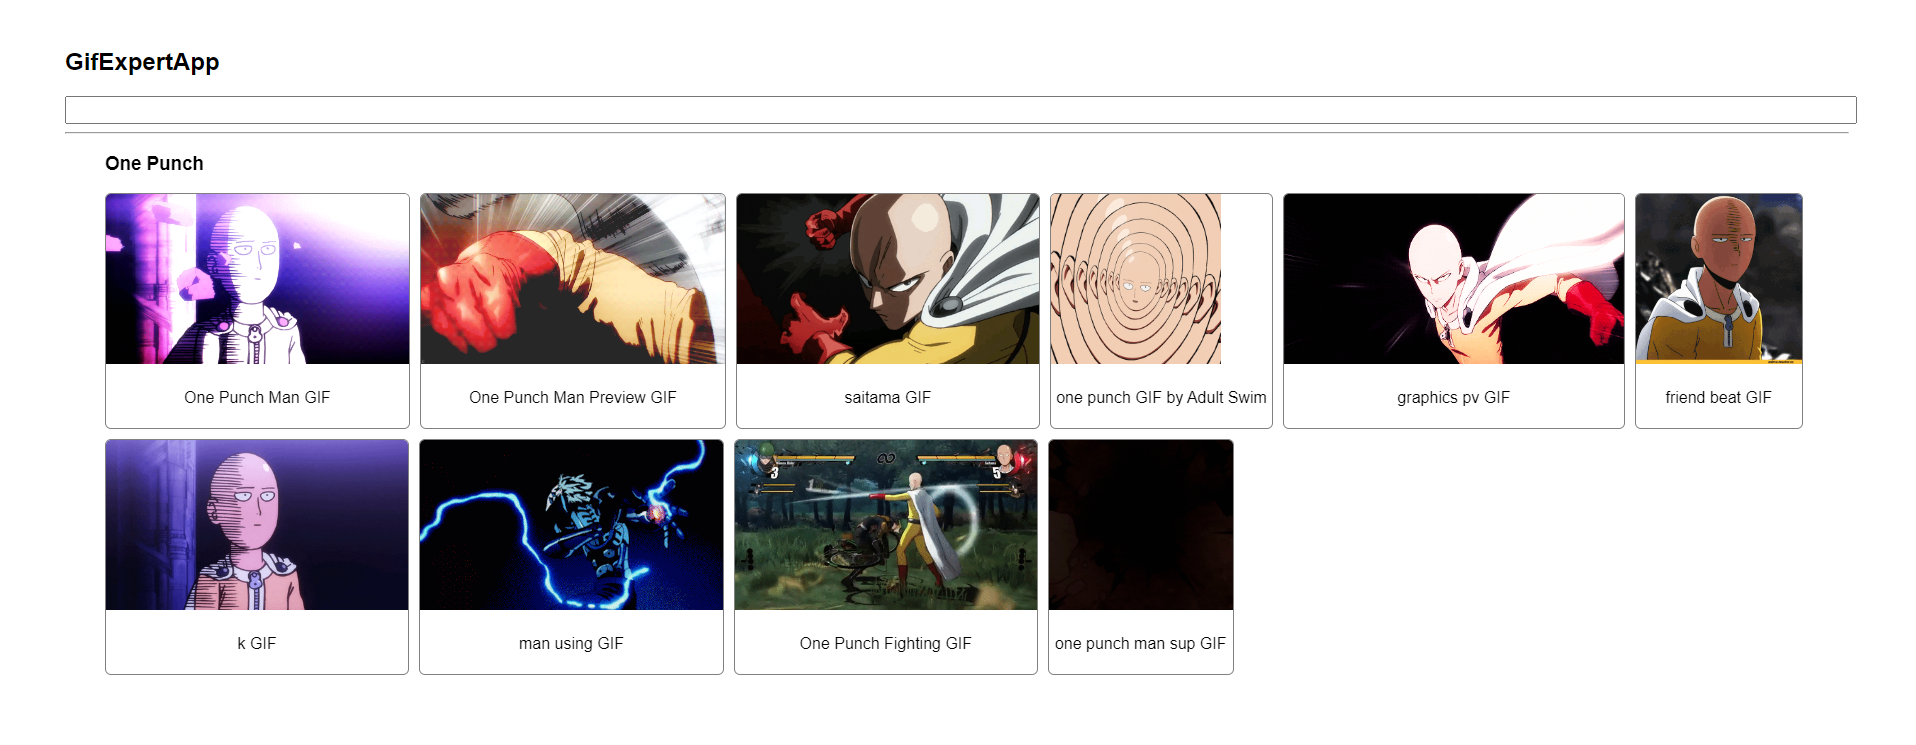 GifExpertApp
One Punch
One Punch Man GIF
One Punch Man Preview GIF
saitama GIF
one punch GIF by Adult Swim
graphics pv GIF
friend beat GIF
3
5
k GIF
man using GIF
One Punch Fighting GIF
one punch man sup GIF